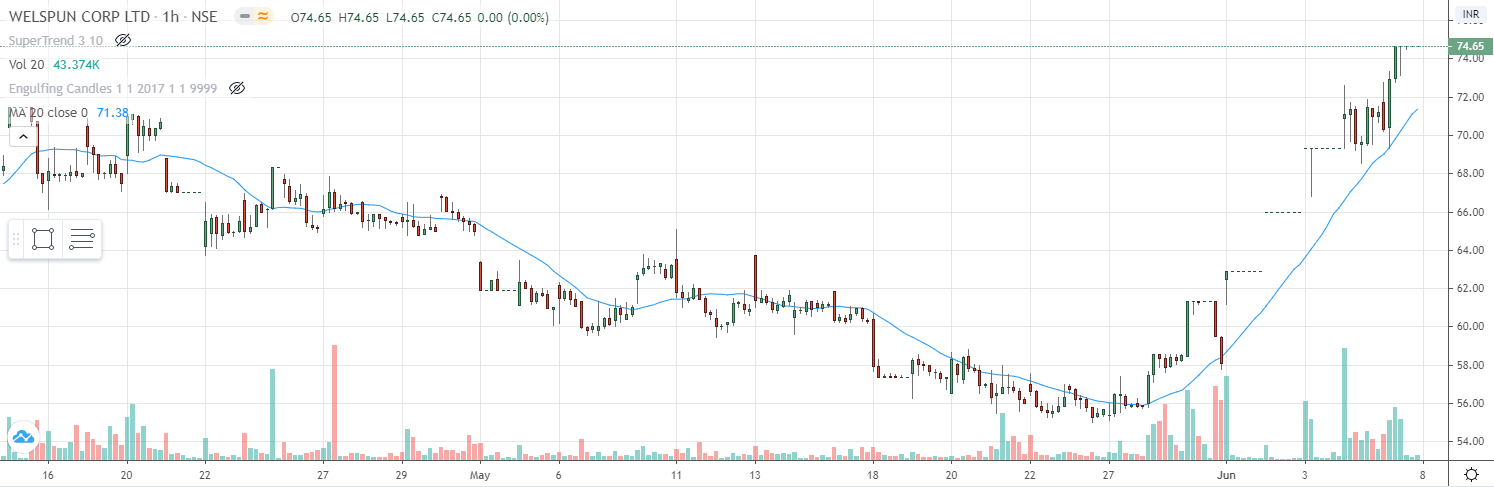 WELSPUN CORP LTD · 1h · NSE O74.65 H74.65 L74.65 C74.65 0.00 (0.00%) INR
SuperTrend 3 10
74.65
Vol 20 43.374K
74.00
Engulfing Candles 1 1 2017 1 1 9999
72.00
MA 20 close 0 71.38
70.00
68.00
66.00
64.00
62.00
60.00
58.00
56.00
54.00
16 20 22 27 29 May 6 11 13 18 20 22 27 Jun 3 8